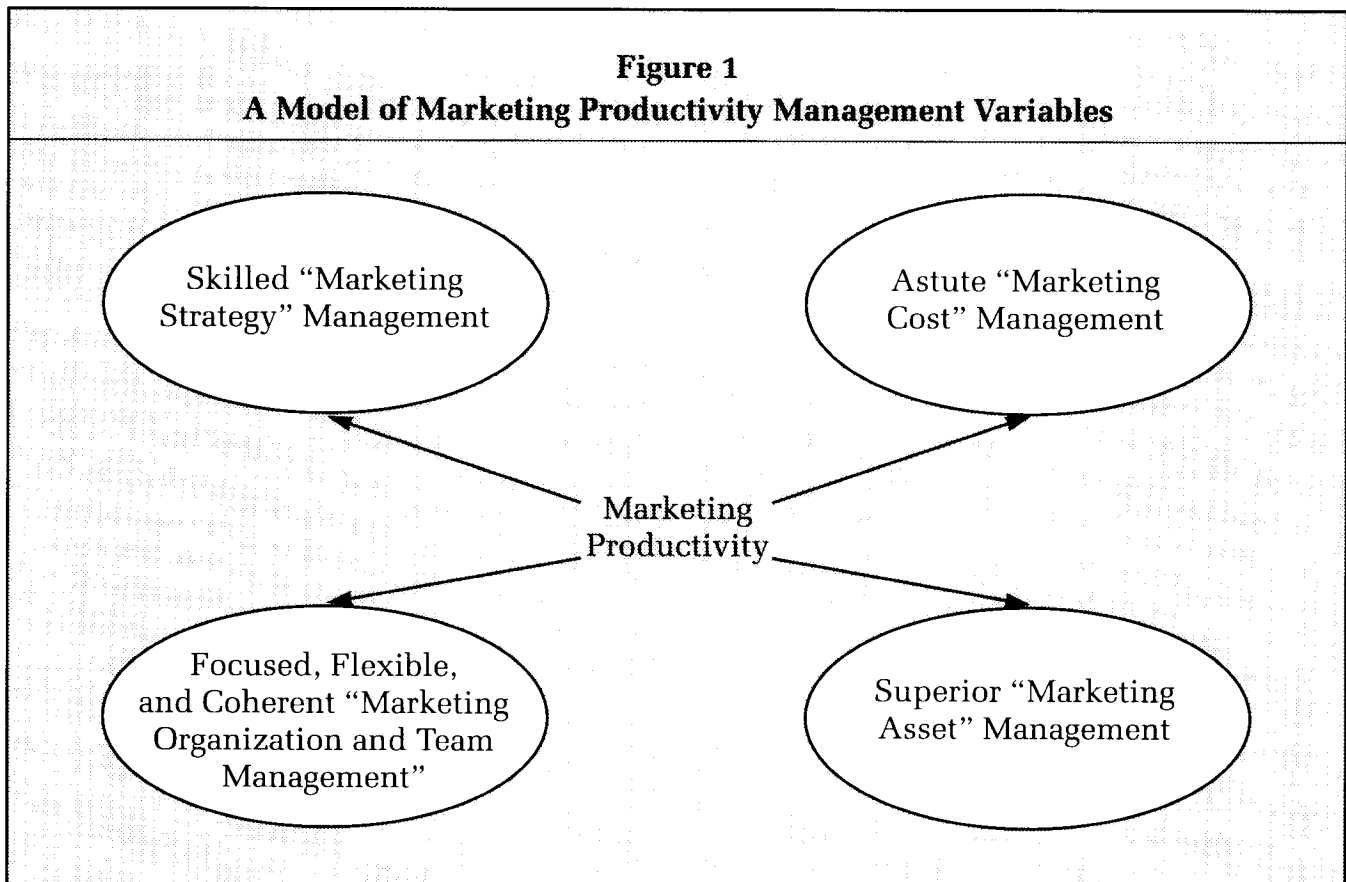 Figure 1
A Model of Marketing Productivity Management Variables
Skilled “Marketing
Strategy” Management
Astute “Marketing
Cost” Management
Marketing
Productivity
Focused, Flexible,
and Coherent “Marketing
Organization and Team
Management”
Superior “Marketing
Asset” Management